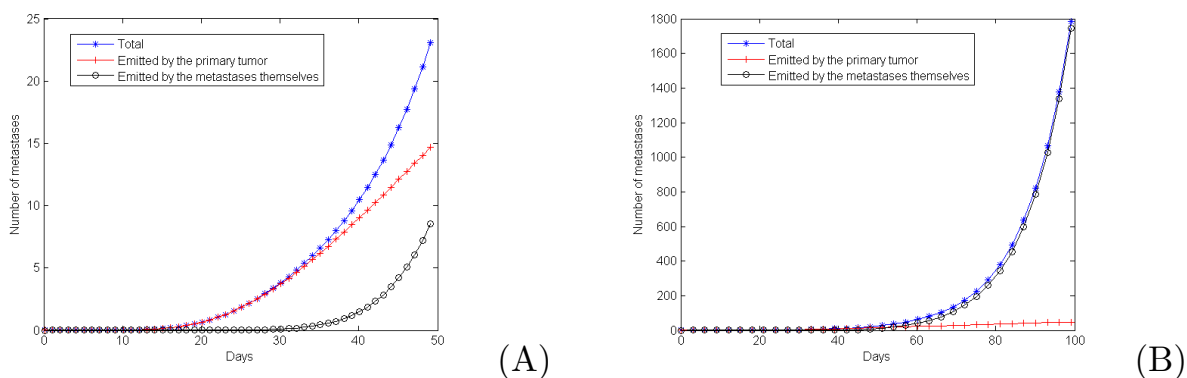 25
20
15
10
5
0
Number of metastases
Total
Emitted by the primary tumor
Emitted by the metastases themselves
0 10 20 30 40 50
Days
(A)
1800
1600
1400
1200
1000
800
600
400
200
0
Number of metastases
Total
Emitted by the primary tumor
Emitted by the metastases themselves
0 20 40 60 80 100
Days
(B)